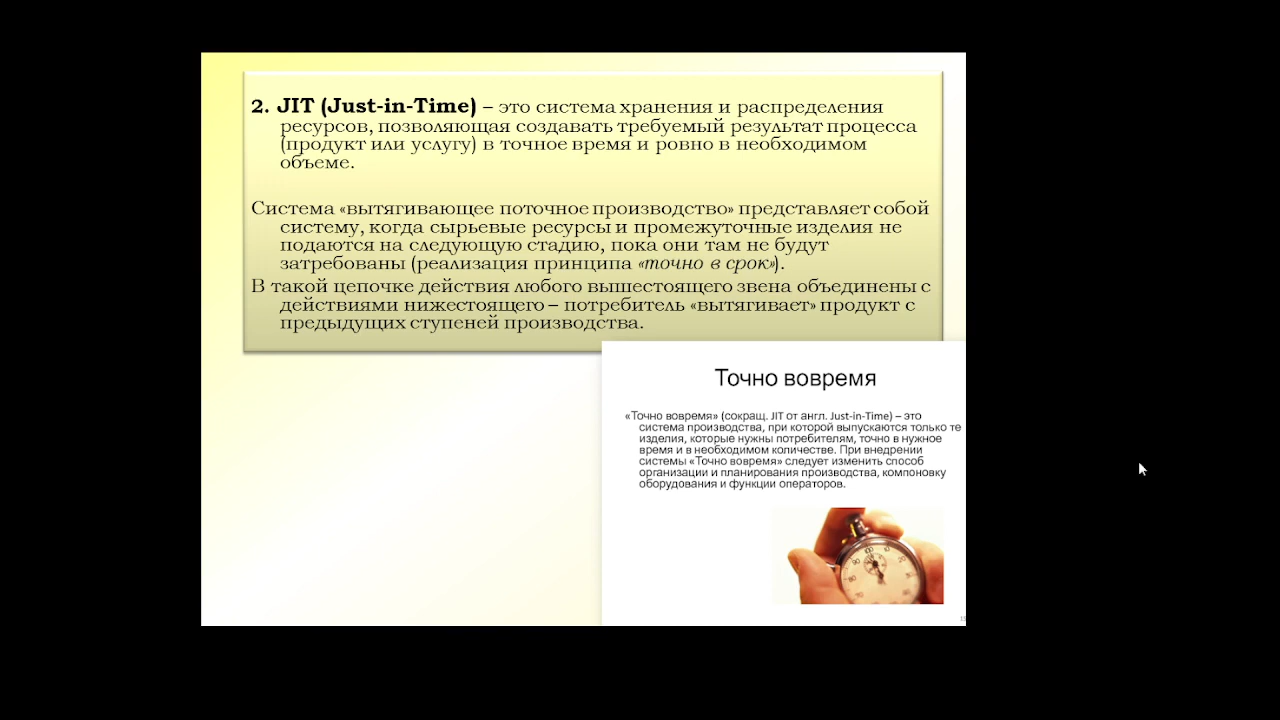 2. JIT (Just-in-Time) – это система хранения и распределения
ресурсов, позволяющая создавать требуемый результат процесса
(продукт или услугу) в точное время и ровно в необходимом
объеме.
Система «вытягивающее поточное производство» представляет собой
систему, когда сырьевые ресурсы и промежуточные изделия не
подаются на следующую стадию, пока они там не будут
затребованы (реализация принципа «точно в срок»).
В такой цепочке действия любого вышестоящего звена объединены с
действиями нижестоящего – потребитель «вытягивает» продукт с
предыдущих ступеней производства.
Точно вовремя
«Точно вовремя» (сокращ. JIT от англ. Just-in-Time) – это
система производства, при которой выпускаются только те
изделия, которые нужны потребителям, точно в нужное
время и в необходимом количестве. При внедрении
системы «Точно вовремя» следует изменить способ
организации и планирования производства, компоновку
оборудования и функции операторов.